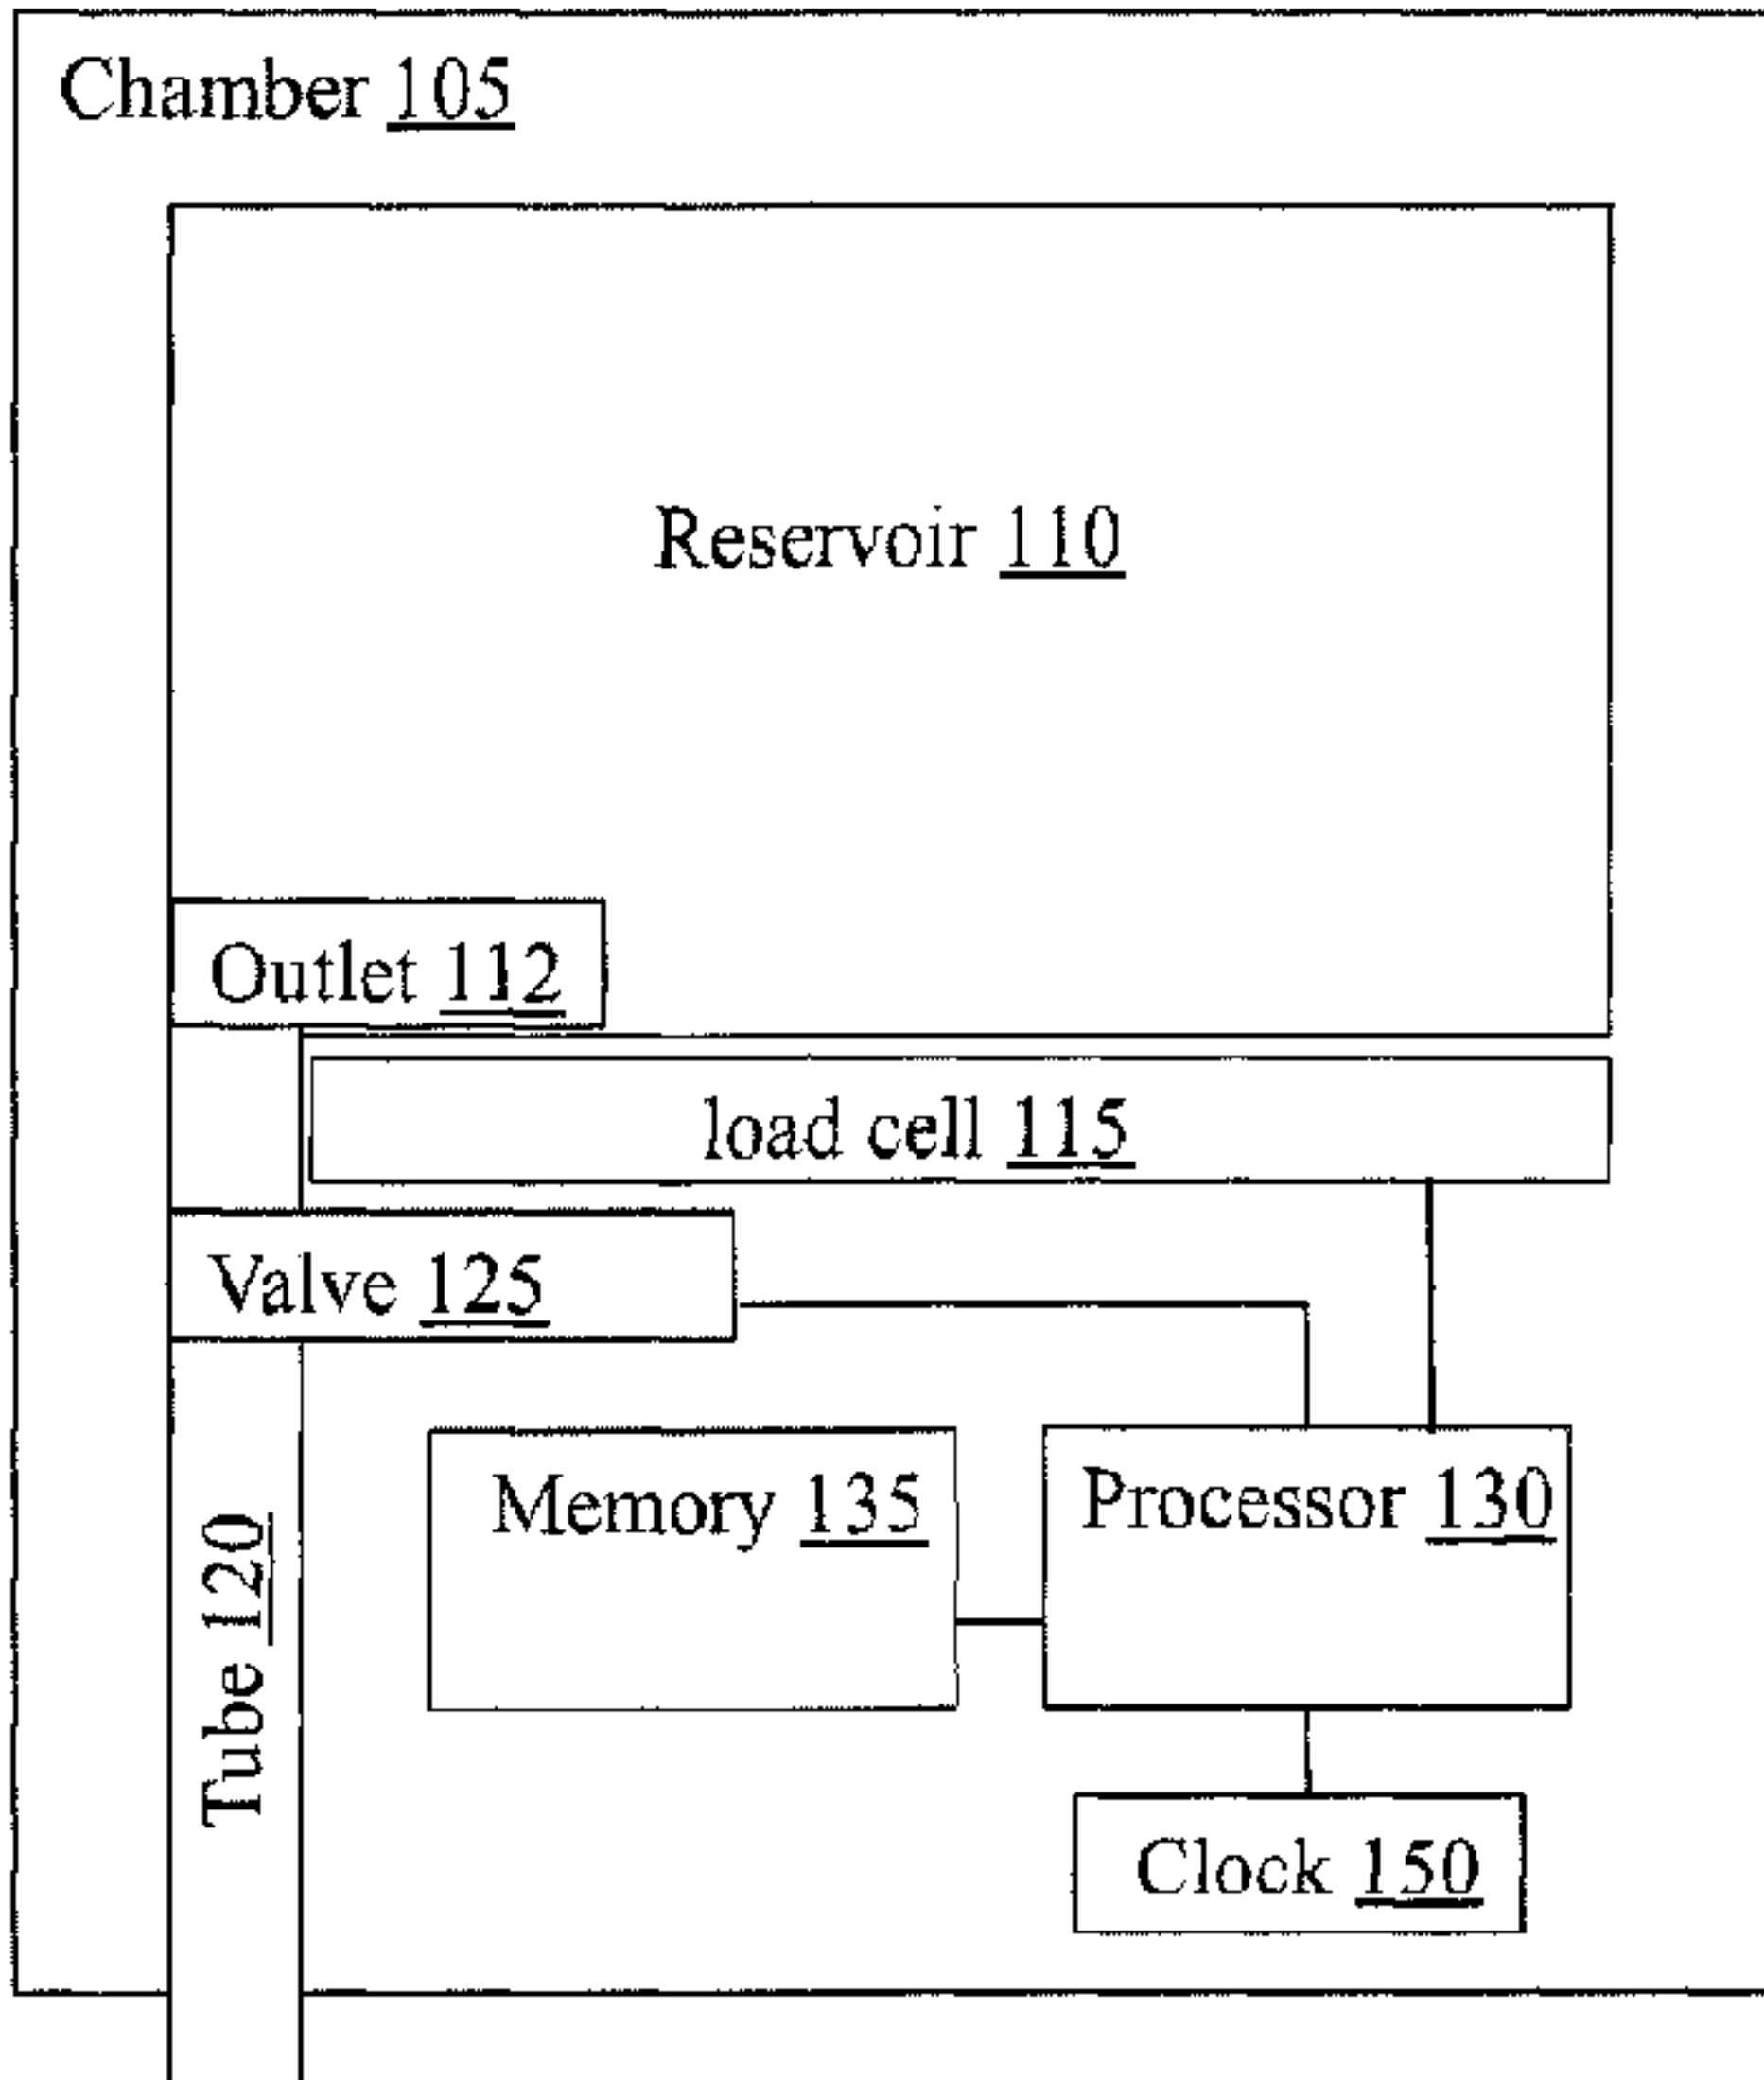 Chamber 105
Reservoir 110
Outlet 112
load cell 115
Valve 125
Memory 135
Processor 130
Tube 120
Clock 150